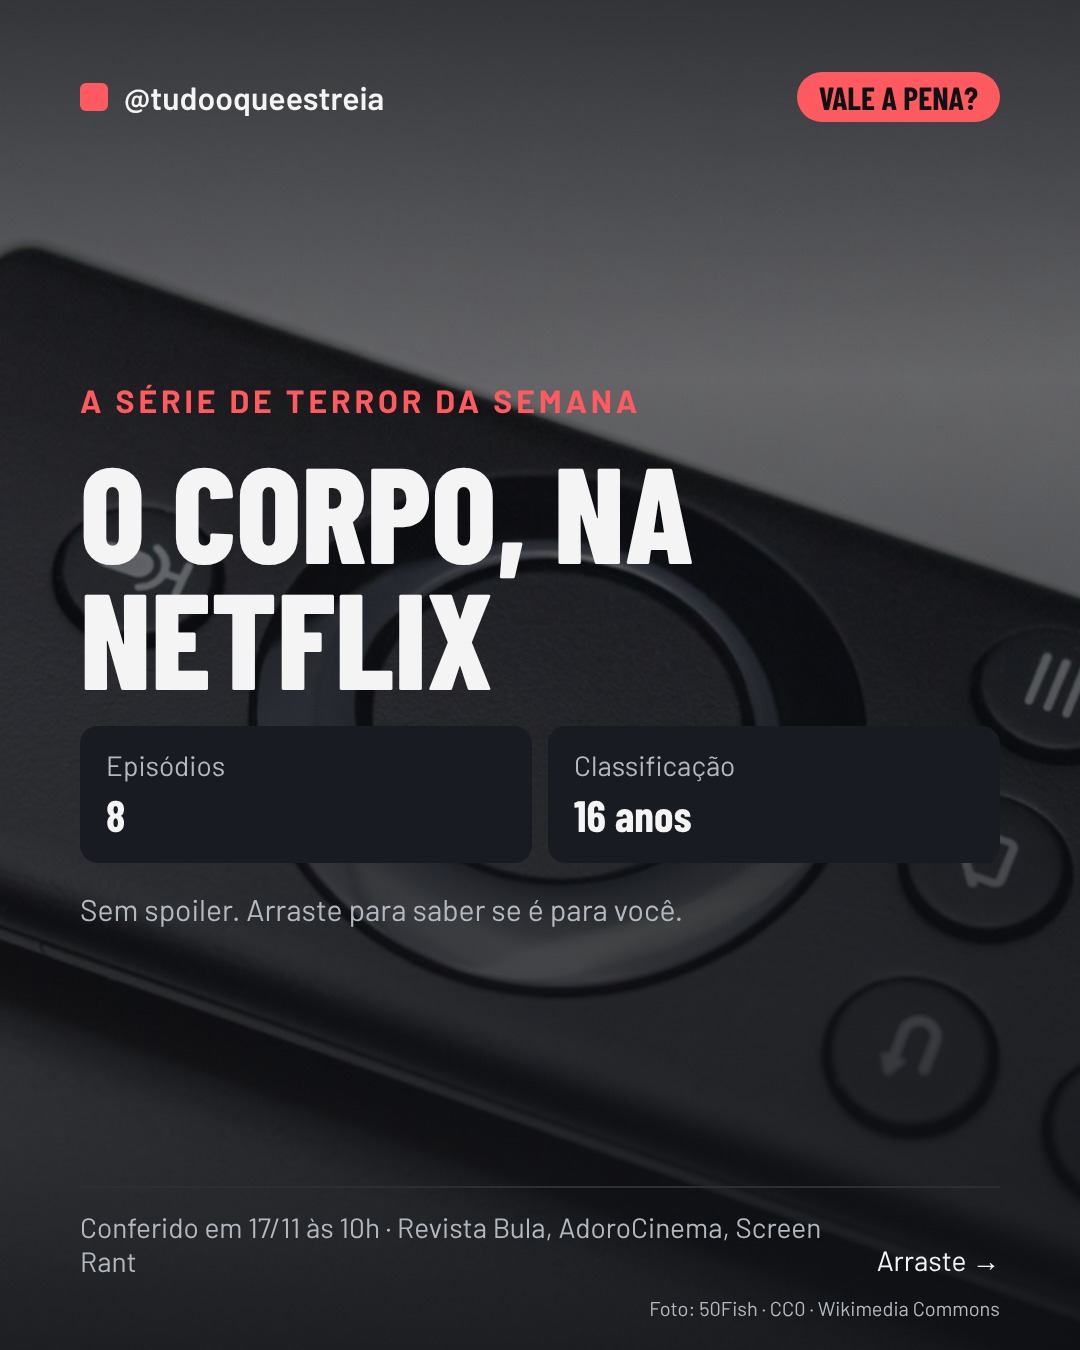 @tudooqueestreia
VALE A PENA?
A SÉRIE DE TERROR DA SEMANA
O CORPO, NA
NETFLIX
Episódios
8
Classificação
16 anos
Sem spoiler. Arraste para saber se é para você.
Conferido em 17/11 às 10h · Revista Bula, AdoroCinema, Screen
Rant
Arraste →
Foto: 50Fish · CC0 · Wikimedia Commons